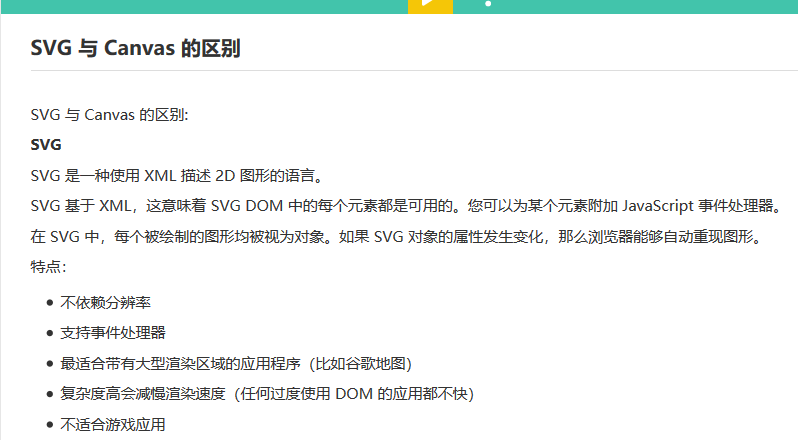 SVG 与 Canvas 的区别
SVG 与 Canvas 的区别:
SVG
SVG 是一种使用 XML 描述 2D 图形的语言。
SVG 基于 XML，这意味着 SVG DOM 中的每个元素都是可用的。您可以为某个元素附加 JavaScript 事件处理器。
在 SVG 中，每个被绘制的图形均被视为对象。如果 SVG 对象的属性发生变化，那么浏览器能够自动重现图形。
特点：
• 不依赖分辨率
• 支持事件处理器
• 最适合带有大型渲染区域的应用程序（比如谷歌地图）
• 复杂度高会减慢渲染速度（任何过度使用 DOM 的应用都不快）
• 不适合游戏应用